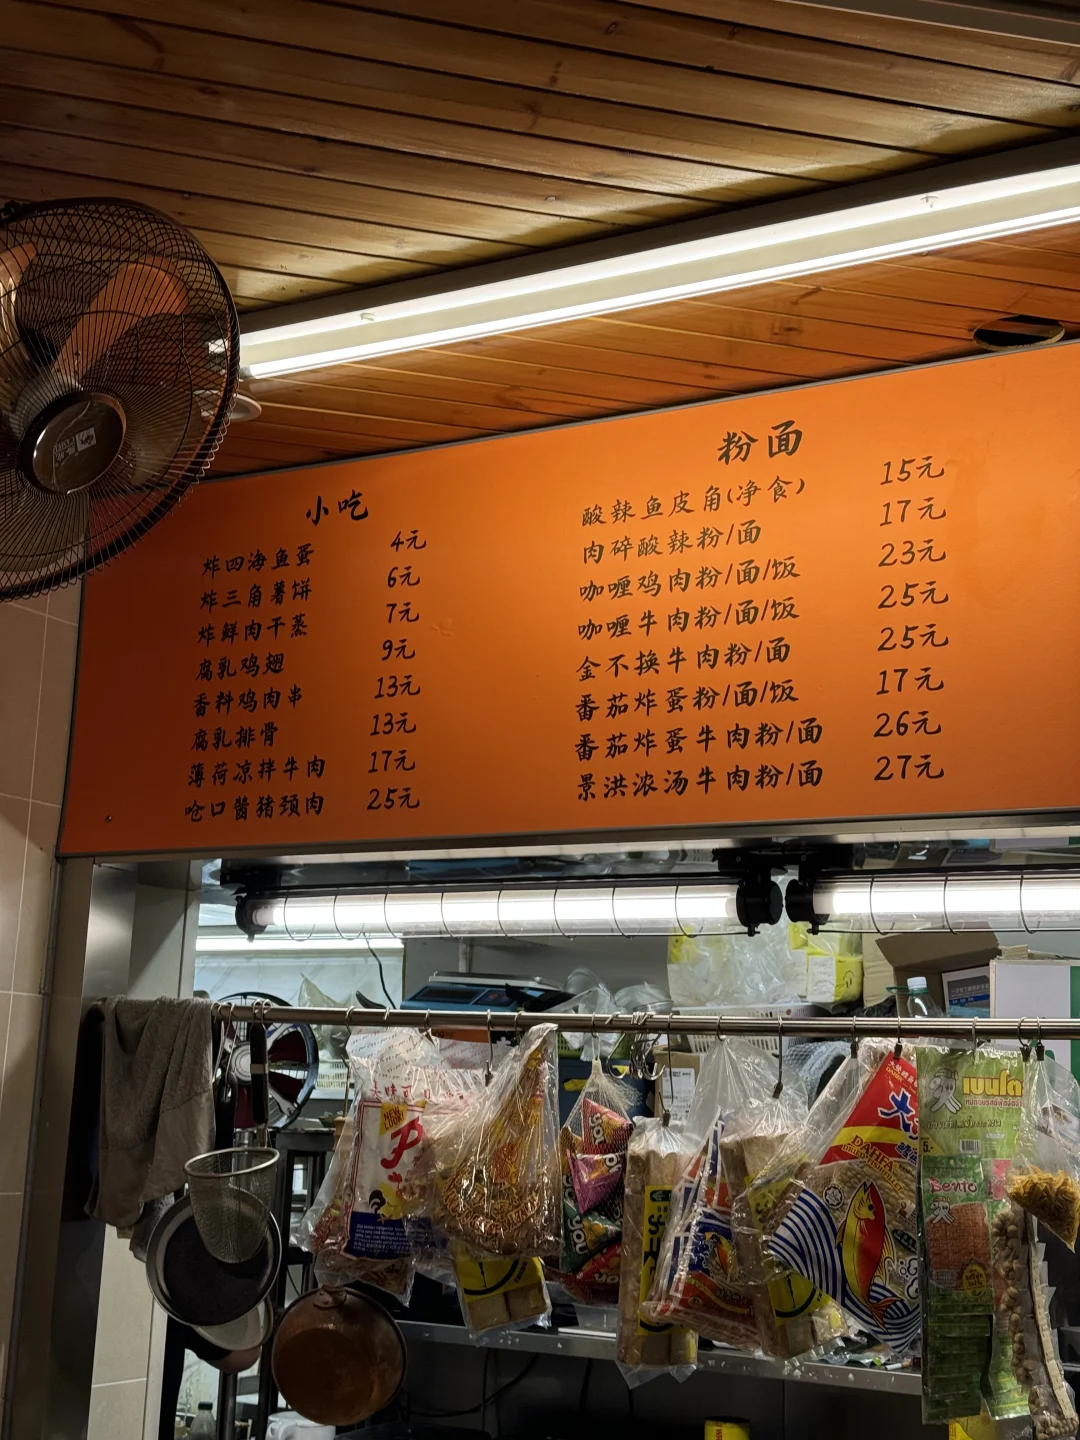 小吃
炸四海鱼蛋 4元
炸三角薯饼 6元
炸鲜肉干蒸 7元
腐乳鸡翅 9元
香料鸡肉串 13元
腐乳排骨 13元
薄荷凉拌牛肉 17元
呛口酱猪颈肉 25元
粉面
酸辣鱼皮角(净食) 15元
肉碎酸辣粉/面 17元
咖喱鸡肉粉/面/饭 23元
咖喱牛肉粉/面/饭 25元
金不换牛肉粉/面 25元
番茄炸蛋粉/面/饭 17元
番茄炸蛋牛肉粉/面 26元
景洪浓汤牛肉粉/面 27元
DAHFA
เบนโต
Bento